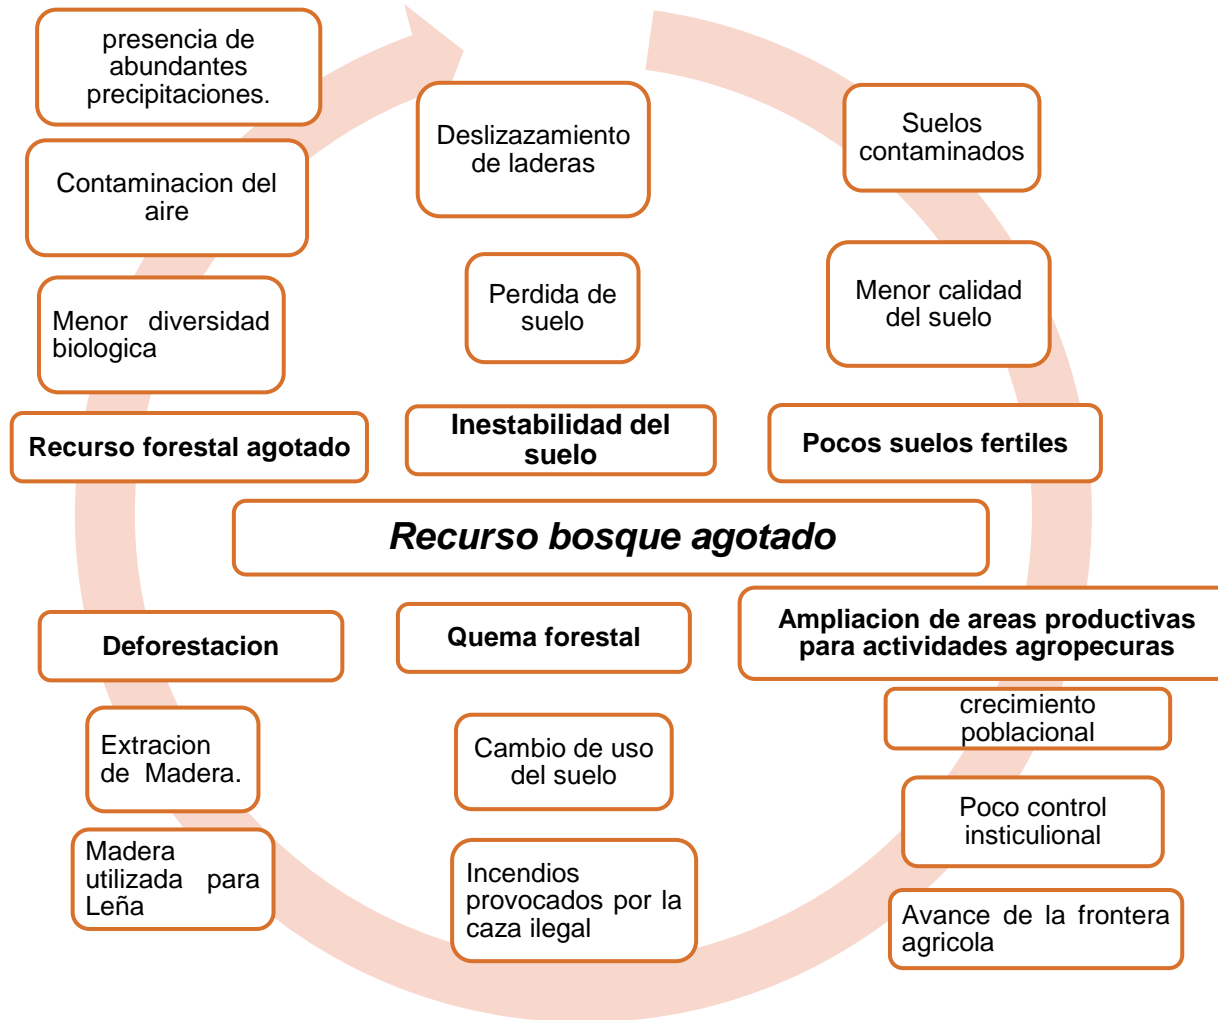 presencia de
abundantes
precipitaciones.
Deslizazamiento
de laderas
Suelos
contaminados
Contaminacion del
aire
Perdida de
suelo
Menor calidad
del suelo
Menor diversidad
biologica
Recurso forestal agotado
Inestabilidad del
suelo
Pocos suelos fertiles
Recurso bosque agotado
Deforestacion
Quema forestal
Ampliacion de areas productivas
para actividades agropecuras
Extracion
de Madera.
Cambio de uso
del suelo
crecimiento
poblacional
Poco control
insticulional
Madera
utilizada para
Leña
Incendios
provocados por la
caza ilegal
Avance de la frontera
agricola